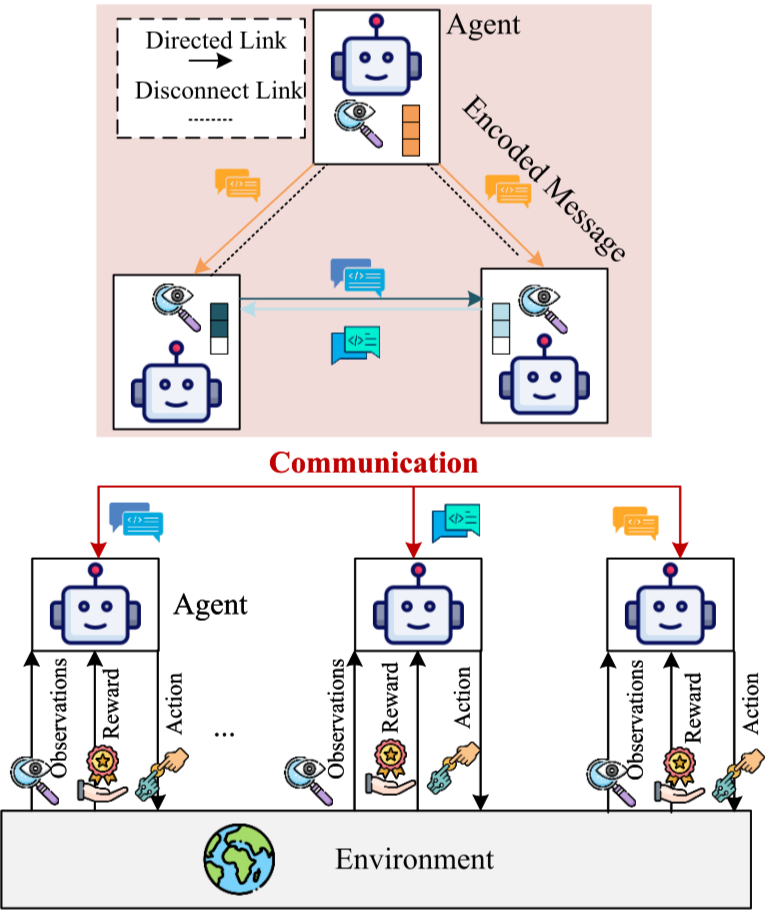 Directed Link
Disconnect Link
Agent
Encoded Message
Communication
Agent
Observations
Reward
Action
...
Observations
Reward
Action
Observations
Reward
Action
Environment